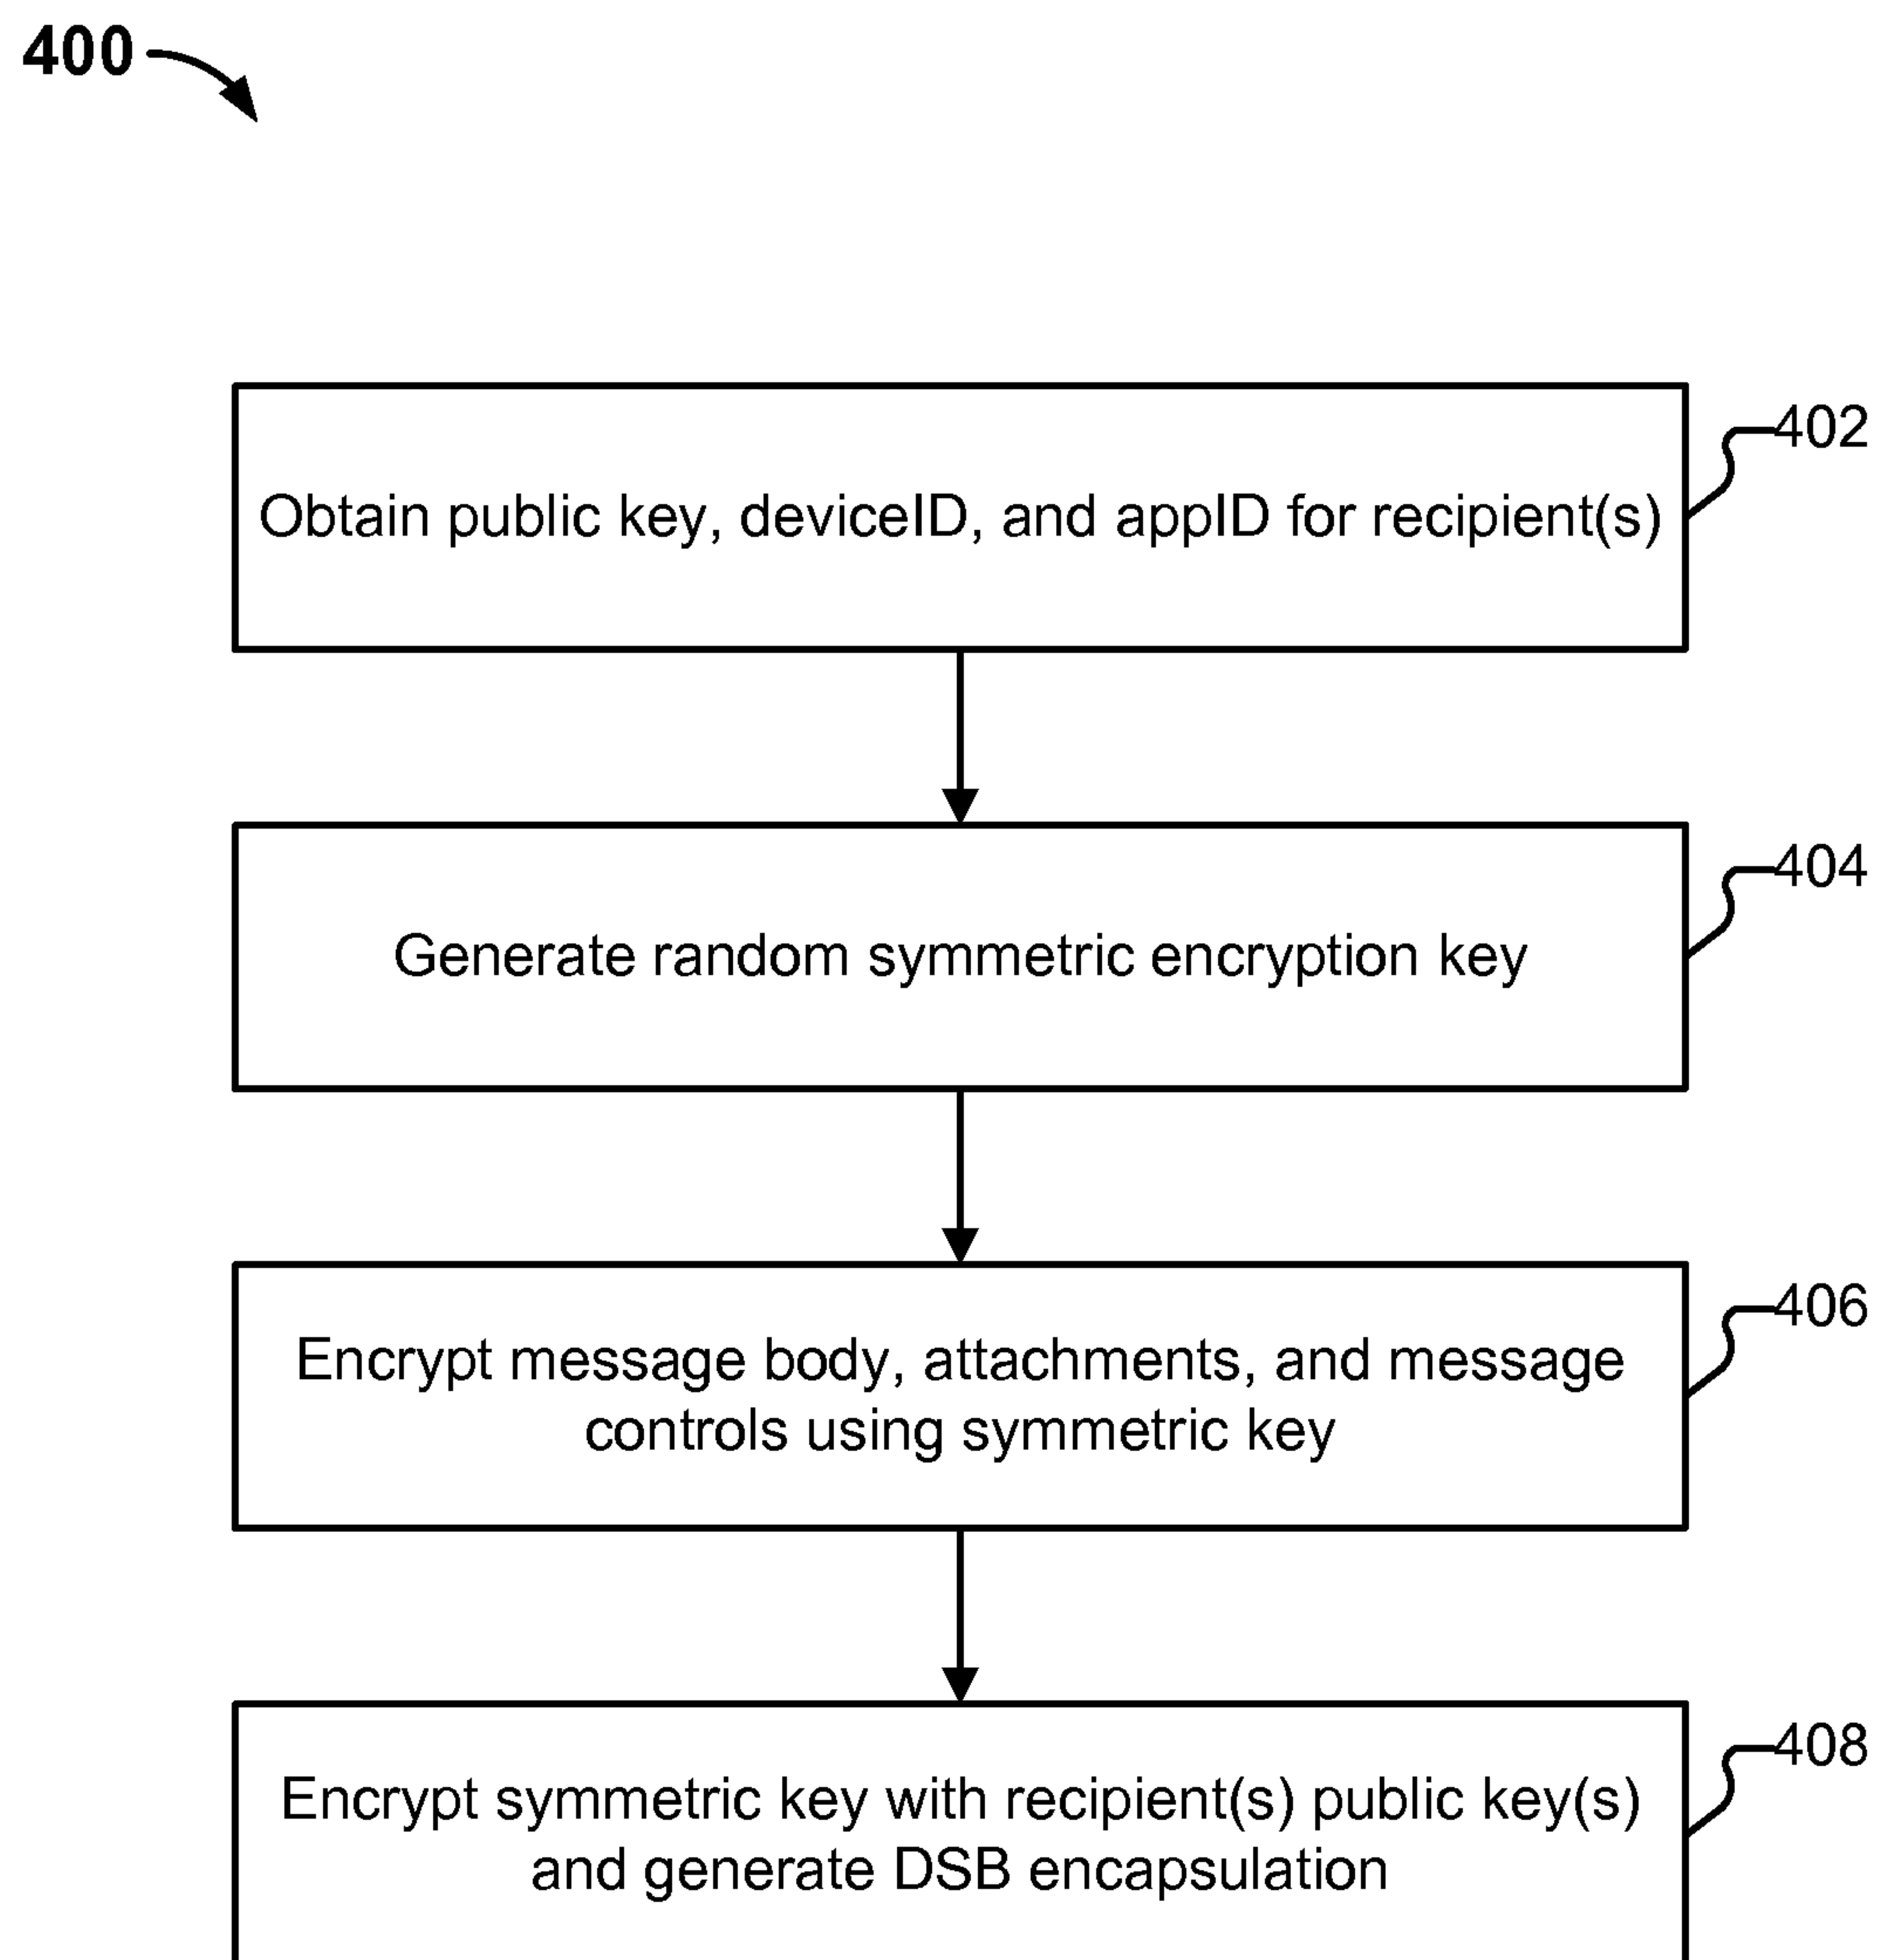 400
402
Obtain public key, deviceID, and appID for recipient(s)
404
Generate random symmetric encryption key
406
Encrypt message body, attachments, and message
controls using symmetric key
408
Encrypt symmetric key with recipient(s) public key(s)
and generate DSB encapsulation